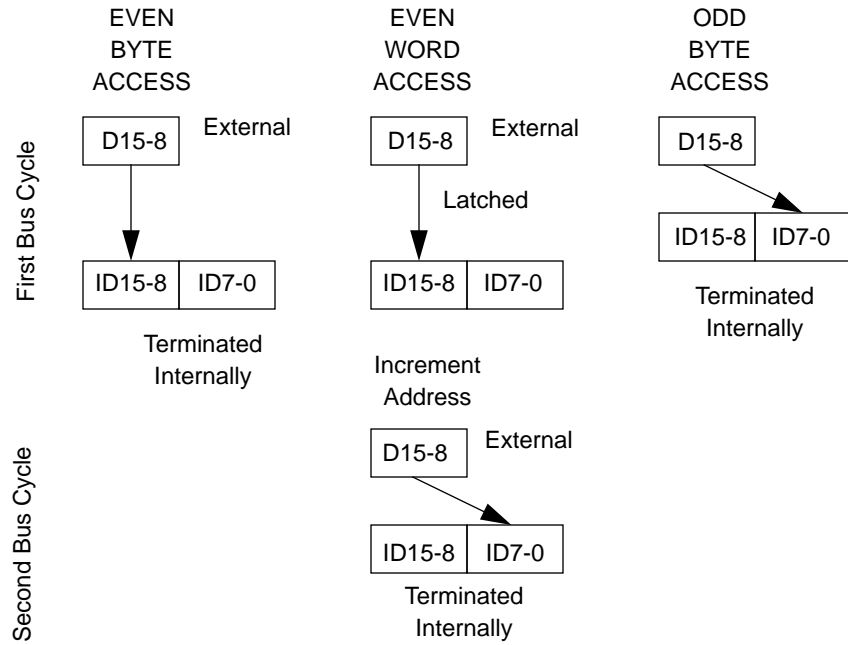 EVEN
BYTE
ACCESS
EVEN
WORD
ACCESS
ODD
BYTE
ACCESS
First Bus Cycle
D15-8
External
ID15-8
ID7-0
Terminated
Internally
D15-8
External
Latched
ID15-8
ID7-0
D15-8
ID15-8
ID7-0
Terminated
Internally
Second Bus Cycle
Increment
Address
D15-8
External
ID15-8
ID7-0
Terminated
Internally